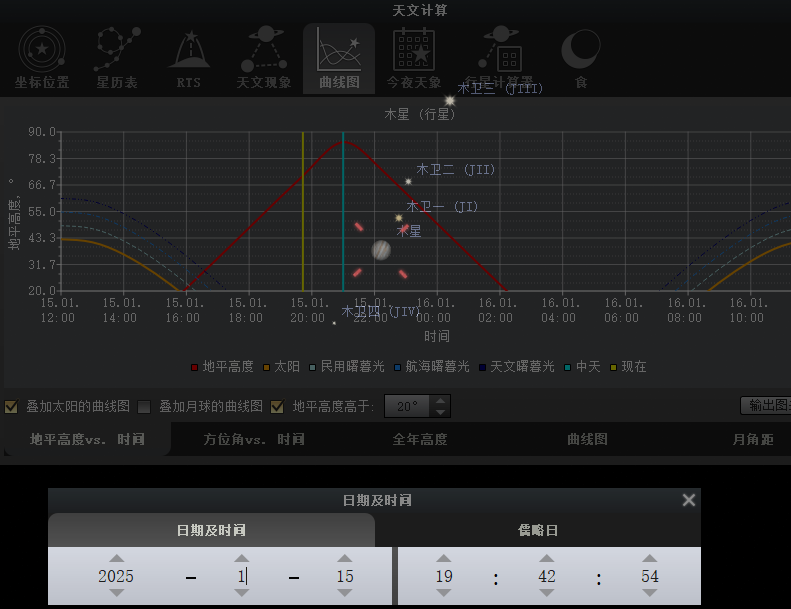 天文计算
坐标位置 星历表 RTS 天文现象 曲线图 今夜天象 行星计算器 食
木卫三 (JIII)
木星 (行星)
90.0
78.3
66.7
55.0
43.3
31.7
20.0
地平高度, °
木卫二 (JII)
木卫一 (JI)
木星
木卫四 (JIV)
15.01. 15.01. 15.01. 15.01. 15.01. 15.01. 16.01. 16.01. 16.01. 16.01. 16.01. 16.01.
12:00 14:00 16:00 18:00 20:00 22:00 00:00 02:00 04:00 06:00 08:00 10:00
时间
地平高度 太阳 民用曙暮光 航海曙暮光 天文曙暮光 中天 现在
叠加太阳的曲线图 叠加月球的曲线图 地平高度高于: 20° 输出图
地平高度vs. 时间 方位角vs. 时间 全年高度 曲线图 月角距
日期及时间
日期及时间 儒略日
2025 - 1 - 15 19 : 42 : 54